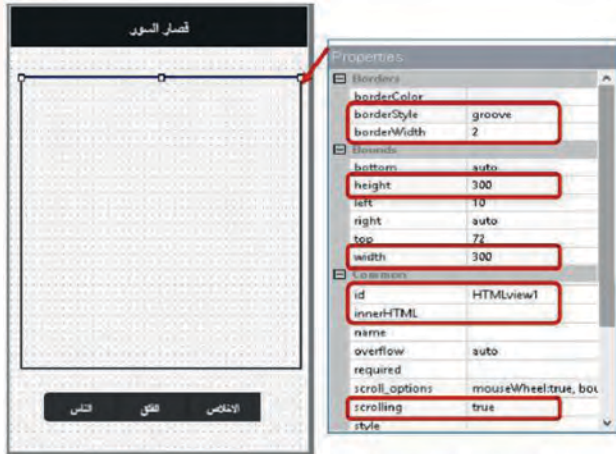 قصار السور
الاخلاص الفلق الناس
Properties
Borders
borderColor
borderStyle groove
borderWidth 2
Bounds
bottom auto
height 300
left 10
right auto
top 72
width 300
Common
id HTMLview1
innerHTML
name
overflow auto
required
scroll_options mouseWheel:true, bou
scrolling true
style